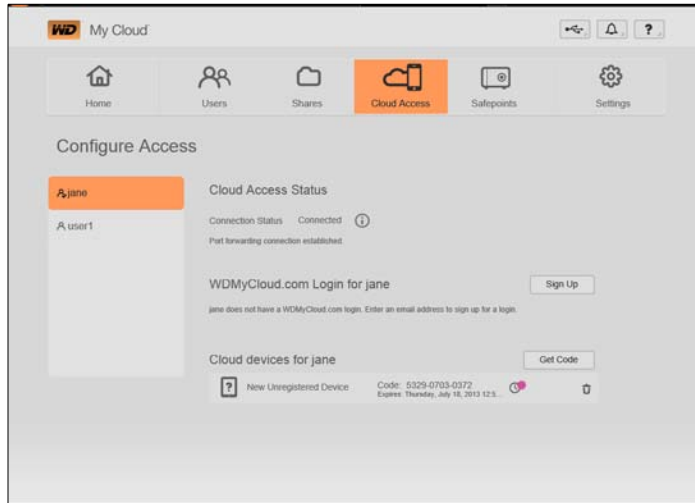 WD My Cloud
?
Home
Users
Shares
Cloud Access
Safepoints
Settings
Configure Access
jane
user1
Cloud Access Status
Connection Status Connected i
Port forwarding connection established.
WDMyCloud.com Login for jane
Sign Up
jane does not have a WDMyCloud.com login. Enter an email address to sign up for a login.
Cloud devices for jane
Get Code
? New Unregistered Device
Code: 5329-0703-0372
Expires: Thursday, July 18, 2013 12:5...